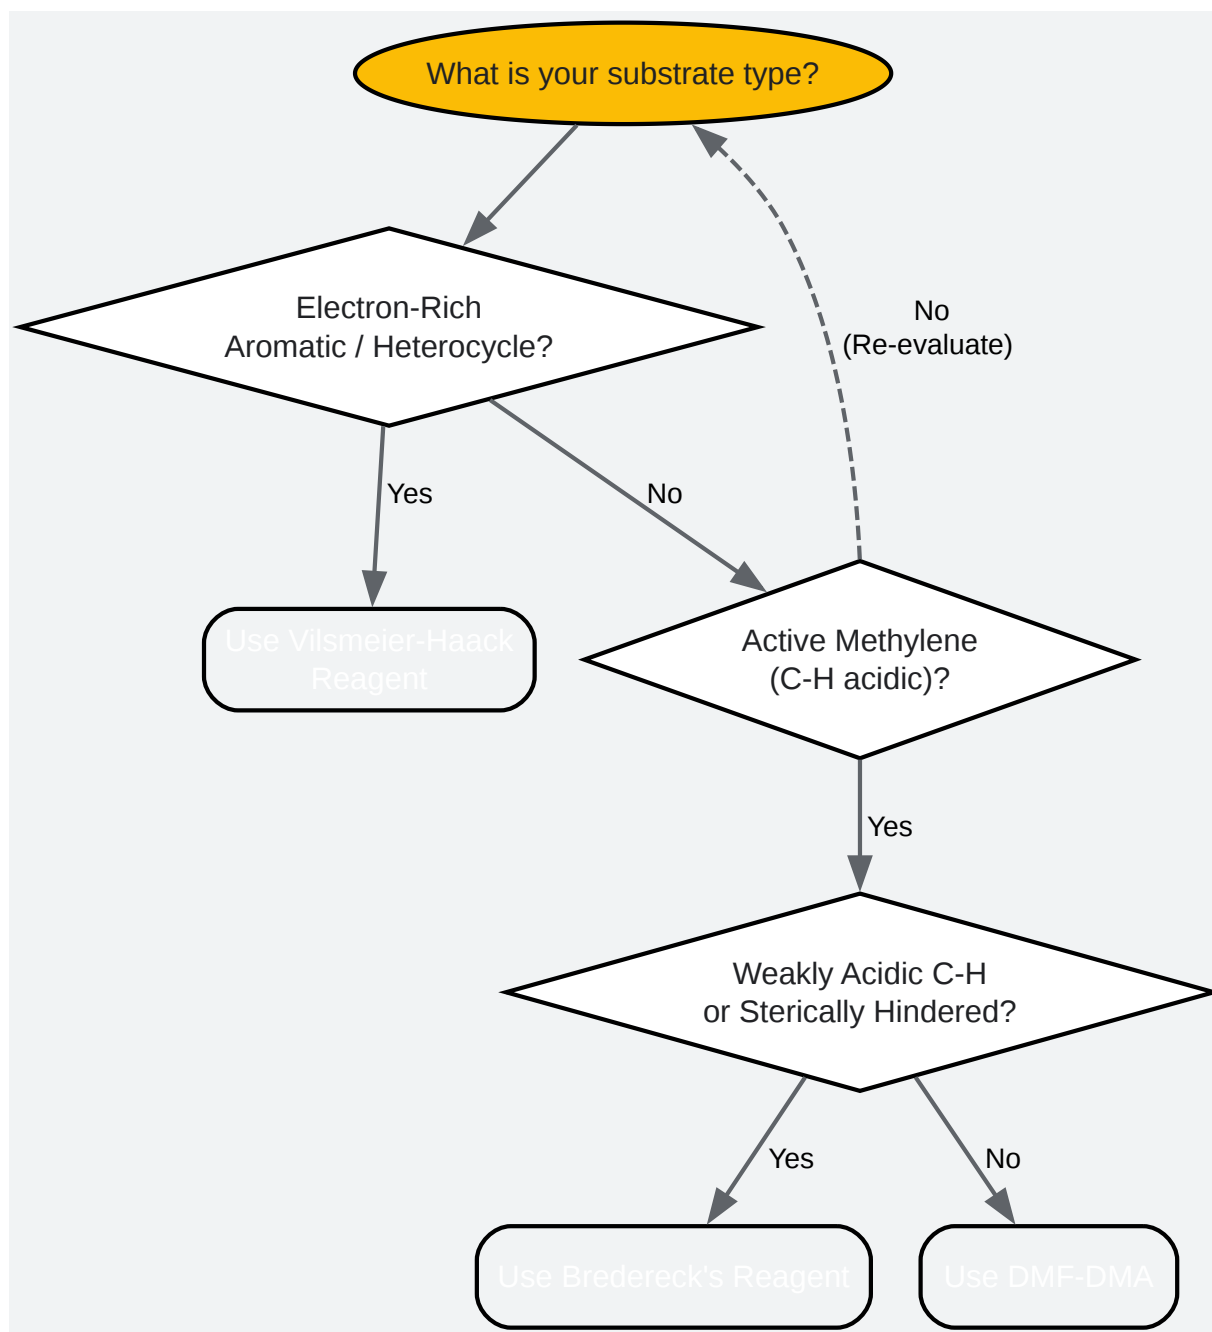 What is your substrate type?
Electron-Rich
Aromatic / Heterocycle?
No
(Re-evaluate)
Yes
No
Use Vilsmeier-Haack
Reagent
Active Methylene
(C-H acidic)?
Yes
Weakly Acidic C-H
or Sterically Hindered?
Yes
No
Use Bredereck's Reagent
Use DMF-DMA